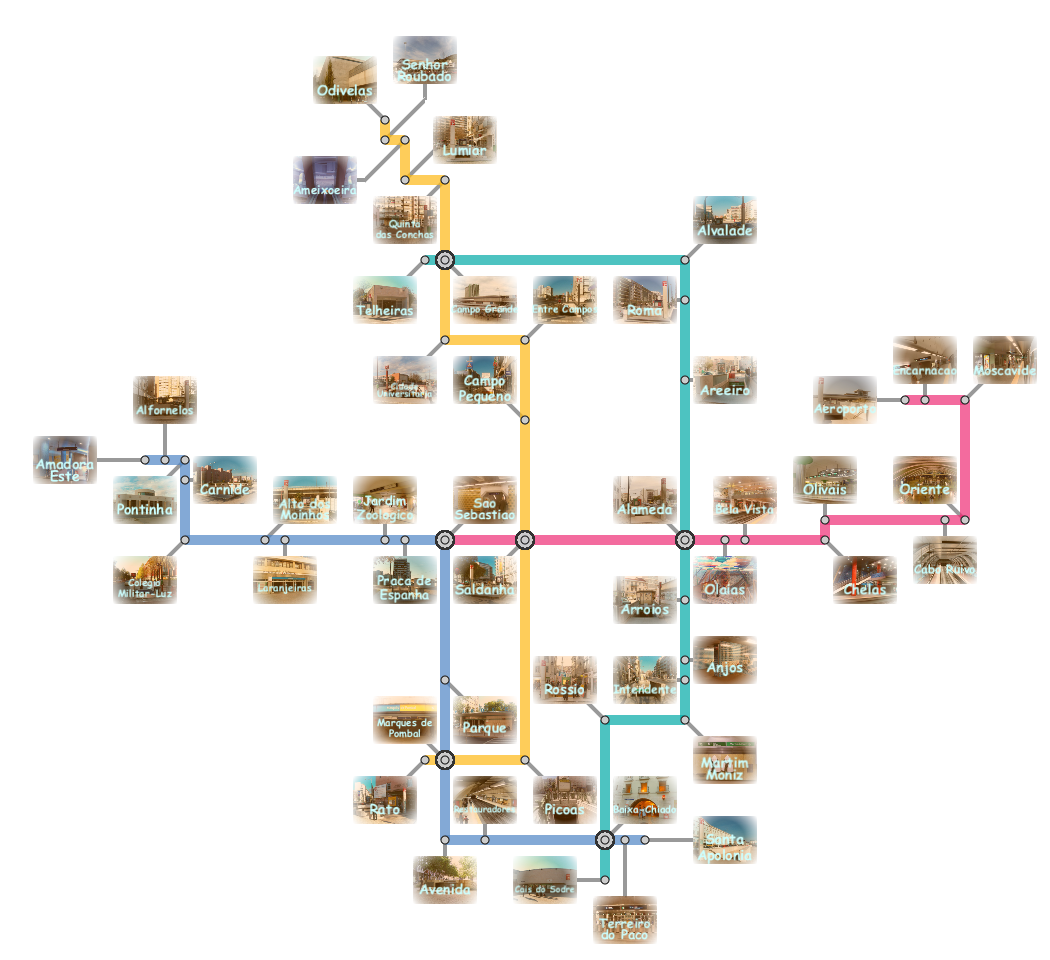 Senhor
Roubado
Odivelas
Lumiar
Ameixoeira
Quinta
das Conchas
Alvalade
Telheiras
Campo Grande
Entre Campos
Roma
Cidade
Universitaria
Campo
Pequeno
Areeiro
Encarnacao
Moscavide
Aeroporto
Alfornelos
Amadora
Este
Pontinha
Carnide
Alto dos
Moinhos
Jardim
Zoologico
Sao
Sebastiao
Alameda
Bela Vista
Olivais
Oriente
Colegio
Militar-Luz
Laranjeiras
Praca de
Espanha
Saldanha
Olaias
Chelas
Cabo Ruivo
Arroios
Anjos
Intendente
Rossio
Marques de
Pombal
Parque
Martim
Moniz
Rato
Restauradores
Picoas
Baixa-Chiado
Santa
Apolonia
Avenida
Cais do Sodre
Terreiro
do Paco